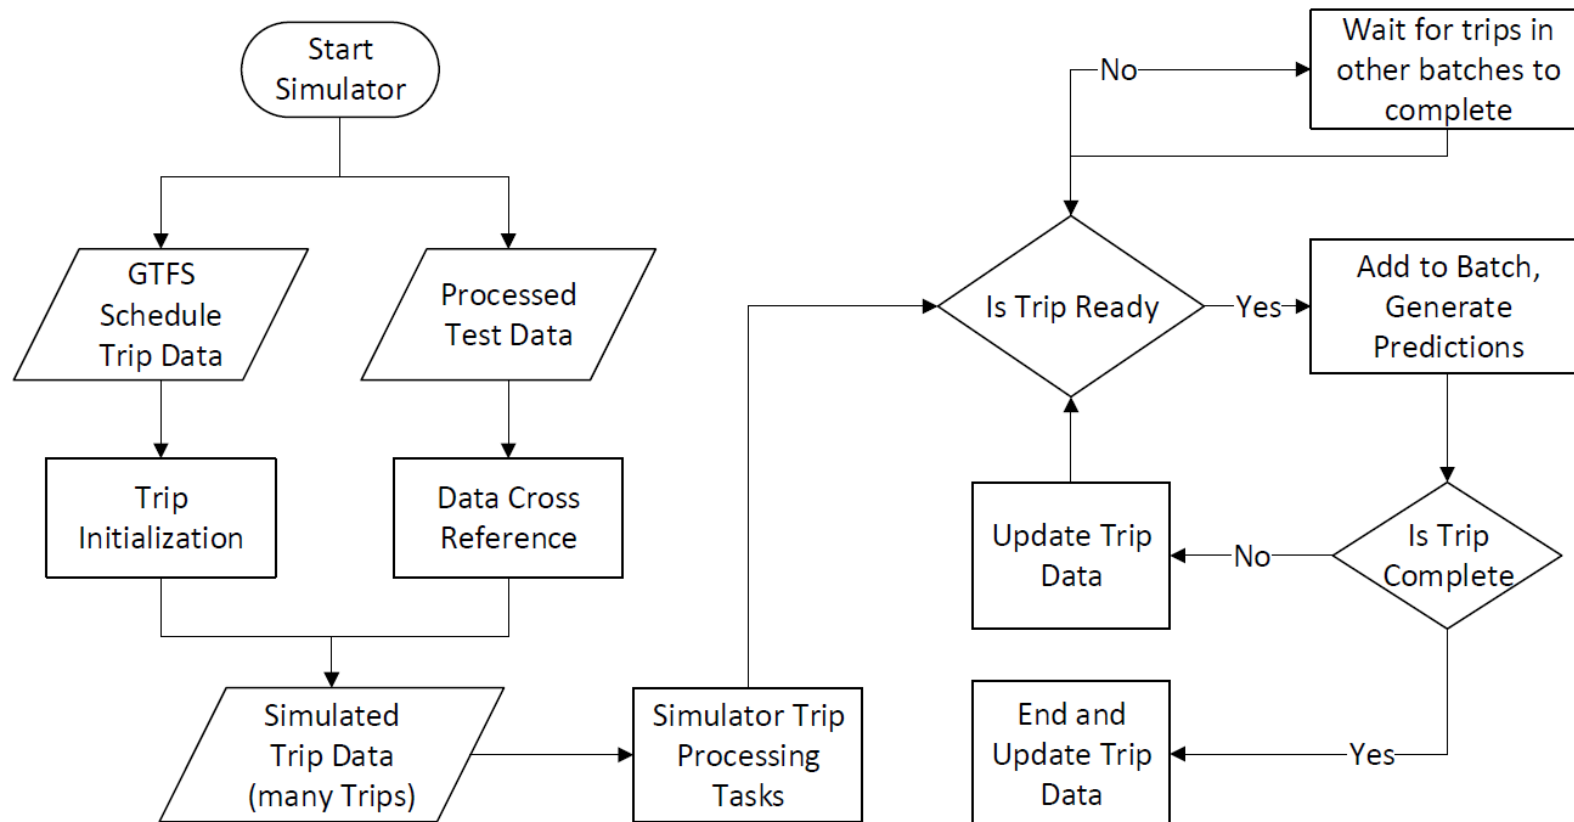 Start
Simulator
GTFS
Schedule
Trip Data
Processed
Test Data
Trip
Initialization
Data Cross
Reference
Simulated
Trip Data
(many Trips)
Simulator Trip
Processing
Tasks
No
Wait for trips in
other batches to
complete
Is Trip Ready
Yes
Add to Batch,
Generate
Predictions
Is Trip
Complete
No
Update Trip
Data
Yes
End and
Update Trip
Data